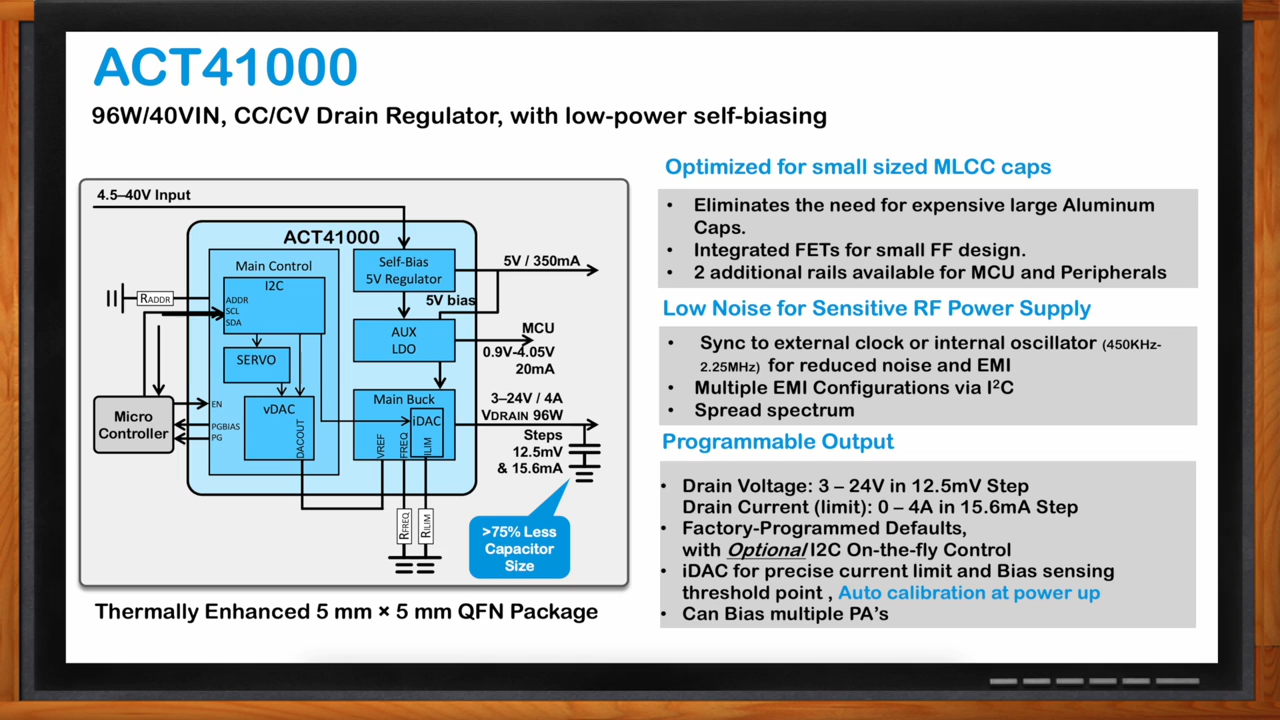 ACT41000
96W/40VIN, CC/CV Drain Regulator, with low-power self-biasing
4.5–40V Input
ACT41000
Main Control
I2C
ADDR
SCL
SDA
SERVO
vDAC
DACOUT
EN
PGBIAS
PG
RADDR
Micro
Controller
Self-Bias
5V Regulator
5V / 350mA
5V bias
AUX
LDO
MCU
0.9V-4.05V
20mA
Main Buck
iDAC
VREF
FREQ
ILIM
3–24V / 4A
VDRAIN 96W
Steps
12.5mV
& 15.6mA
RFREQ
RILIM
>75% Less
Capacitor
Size
Thermally Enhanced 5 mm × 5 mm QFN Package
Optimized for small sized MLCC caps
• Eliminates the need for expensive large Aluminum
Caps.
• Integrated FETs for small FF design.
• 2 additional rails available for MCU and Peripherals
Low Noise for Sensitive RF Power Supply
• Sync to external clock or internal oscillator (450KHz-
2.25MHz) for reduced noise and EMI
• Multiple EMI Configurations via I²C
• Spread spectrum
Programmable Output
• Drain Voltage: 3 – 24V in 12.5mV Step
Drain Current (limit): 0 – 4A in 15.6mA Step
• Factory-Programmed Defaults,
with Optional I2C On-the-fly Control
• iDAC for precise current limit and Bias sensing
threshold point , Auto calibration at power up
• Can Bias multiple PA's